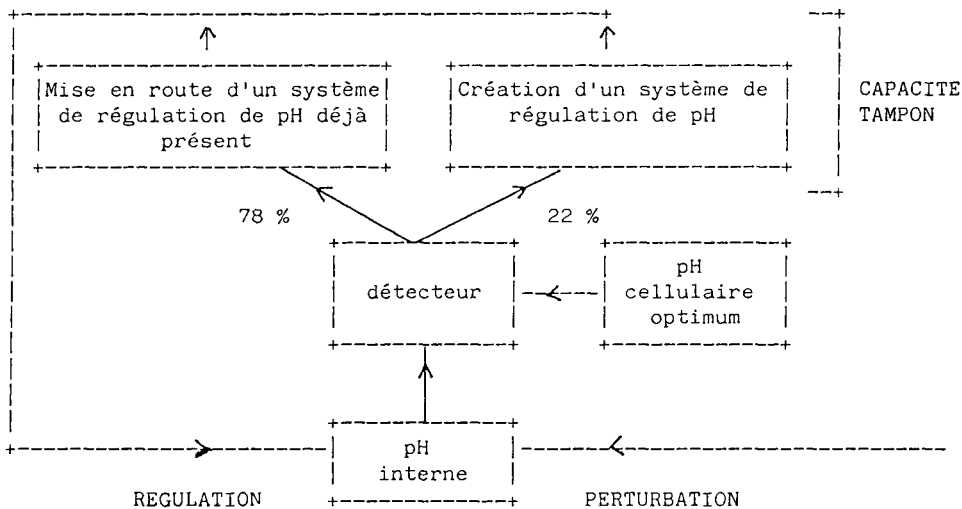 Mise en route d'un système
de régulation de pH déjà
présent
Création d'un système de
régulation de pH
CAPACITE
TAMPON
78 %
22 %
détecteur
pH
cellulaire
optimum
pH
interne
REGULATION
PERTURBATION